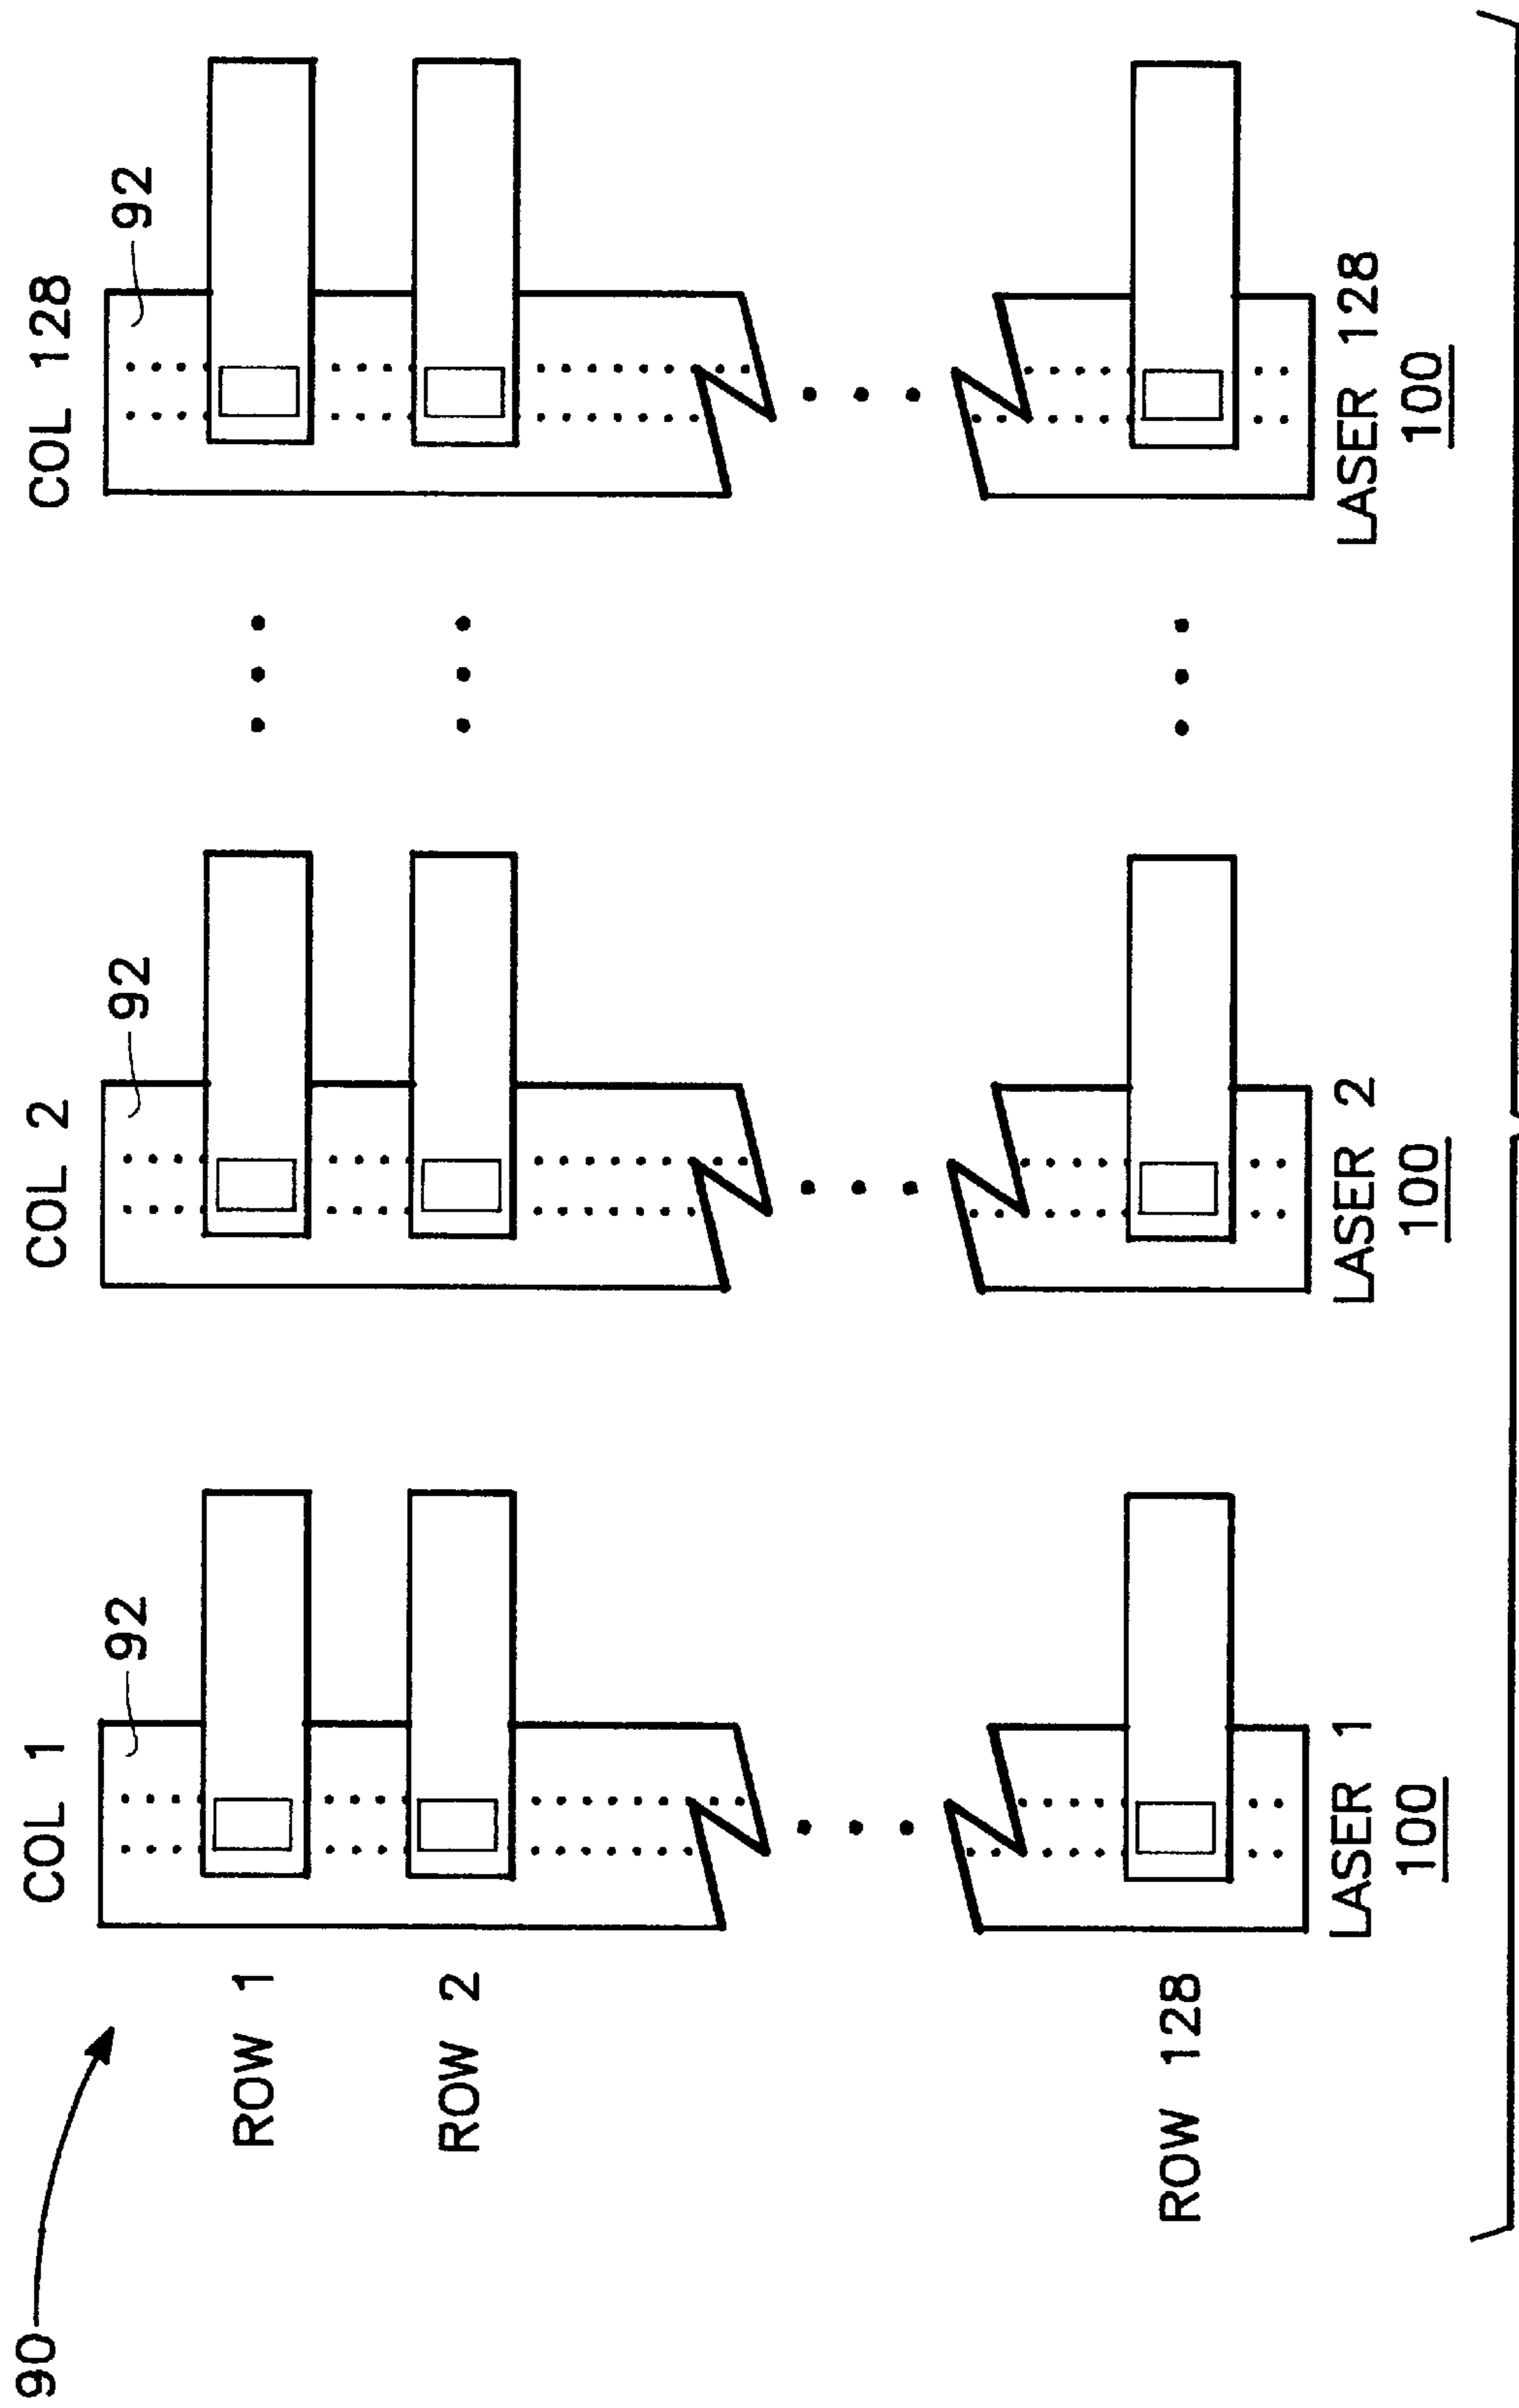 90
COL 1
COL 2
COL 128
92
92
92
ROW 1
ROW 2
ROW 128
LASER 1
LASER 2
LASER 128
100
100
100